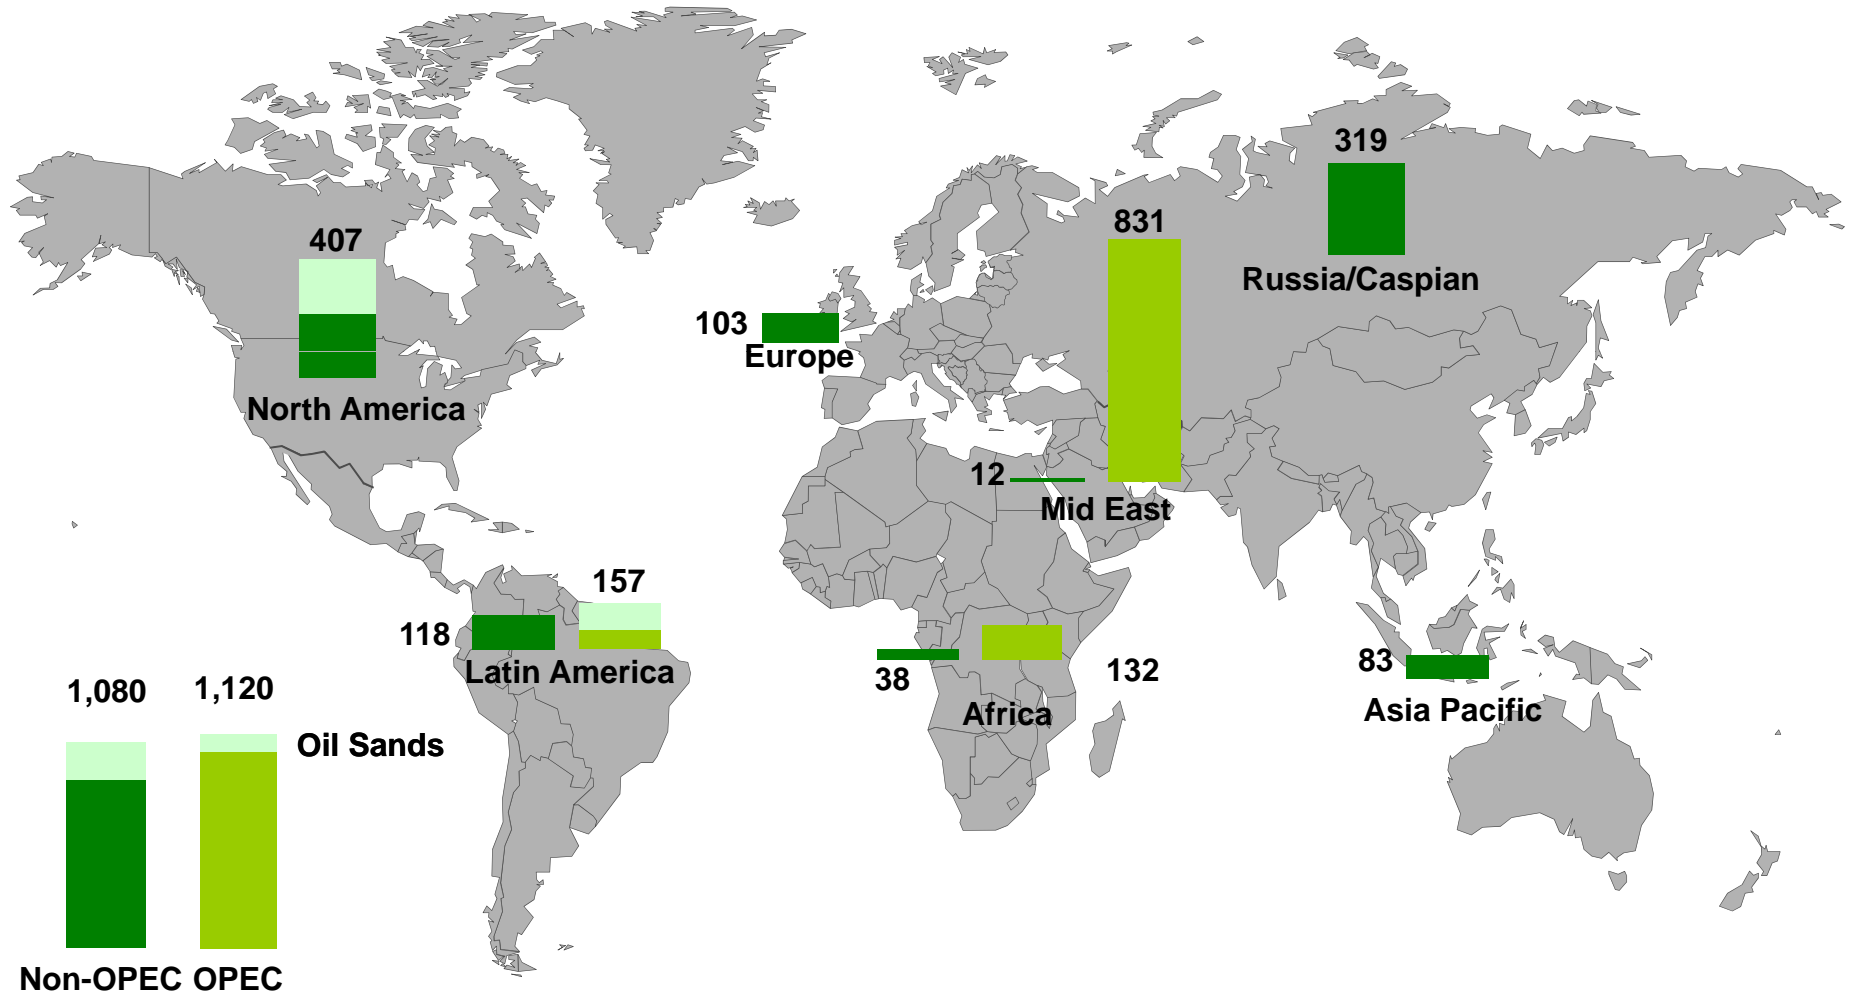 319
831
407
Russia/Caspian
103
Europe
North America
12
Mid East
157
118
Latin America
38
132
83
Africa
Asia Pacific
1,080
1,120
Oil Sands
Non-OPEC
OPEC